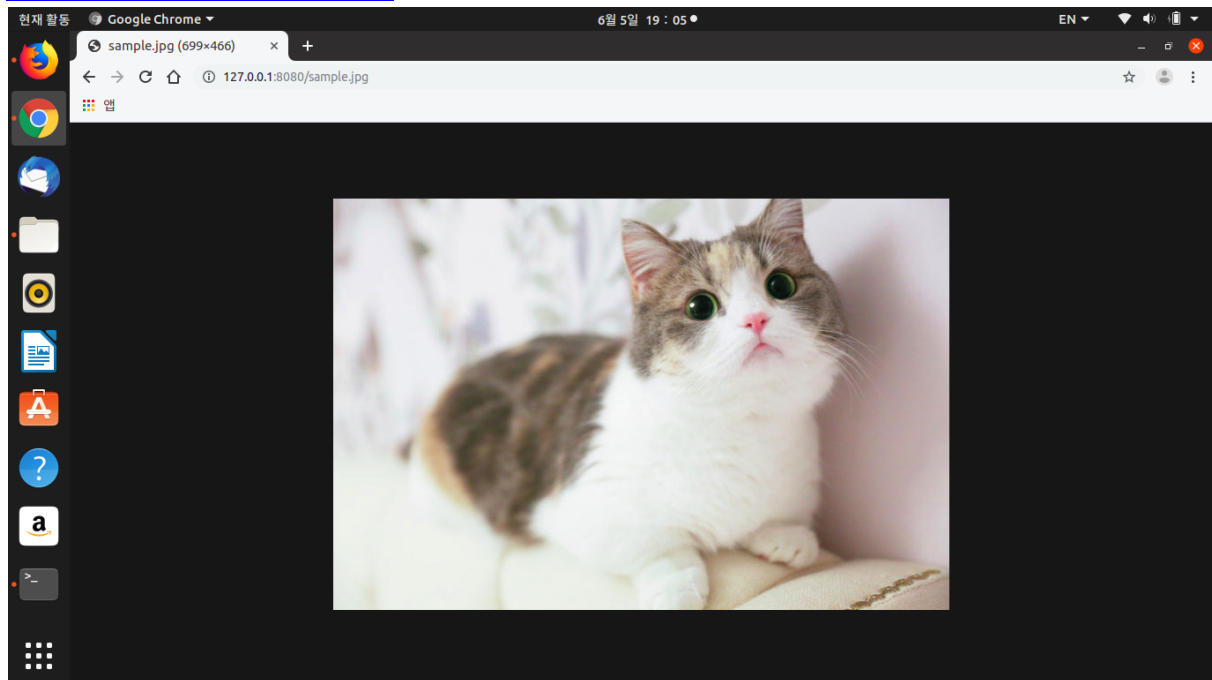 현재 활동 Google Chrome 6월 5일 19 : 05 EN
sample.jpg (699×466)
127.0.0.1:8080/sample.jpg
앱
a
>_